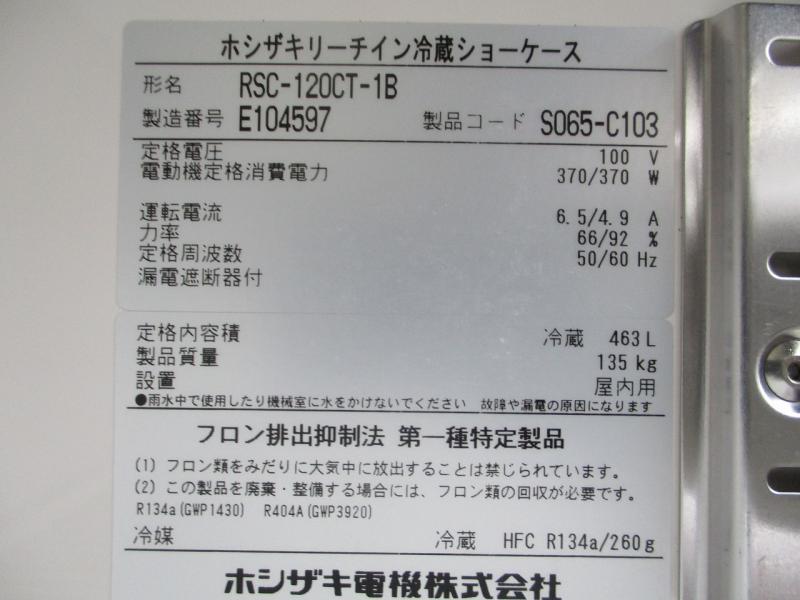 ホシザキリーチイン冷蔵ショーケース
形名 RSC-120CT-1B
製造番号 E104597 製品コード S065-C103
定格電圧 100 V
電動機定格消費電力 370/370 W
運転電流 6.5/4.9 A
力率 66/92 %
定格周波数 50/60 Hz
漏電遮断器付
定格内容積 冷蔵 463 L
製品質量 135 kg
設置 屋内用
●雨水中で使用したり機械室に水をかけないでください 故障や漏電の原因になります
フロン排出抑制法 第一種特定製品
(1) フロン類をみだりに大気中に放出することは禁じられています。
(2) この製品を廃棄・整備する場合には、フロン類の回収が必要です。
R134a(GWP1430) R404A(GWP3920)
冷媒 冷蔵 HFC R134a/260g
ホシザキ電機株式会社